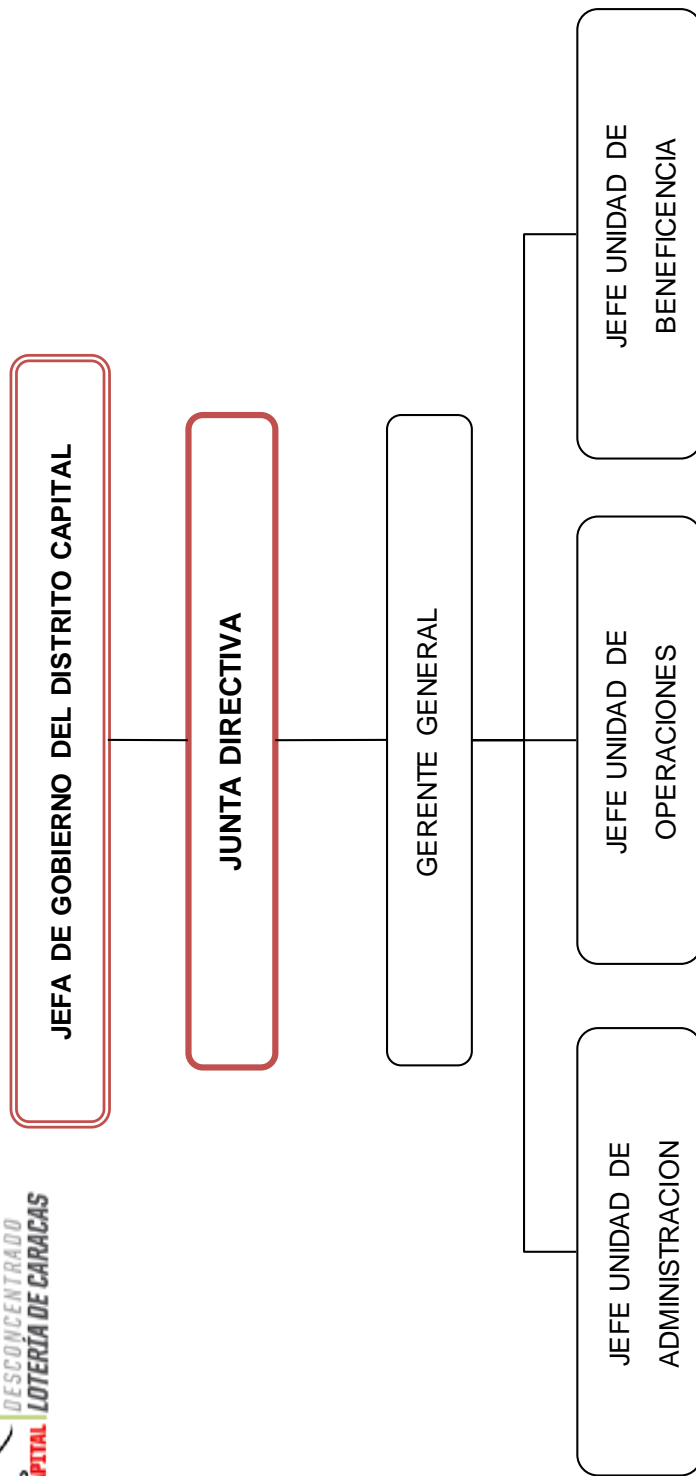 DESCONCENTRADO
LOTERÍA DE CARACAS
JEFA DE GOBIERNO DEL DISTRITO CAPITAL
JUNTA DIRECTIVA
GERENTE GENERAL
JEFE UNIDAD DE
ADMINISTRACION
JEFE UNIDAD DE
OPERACIONES
JEFE UNIDAD DE
BENEFICENCIA